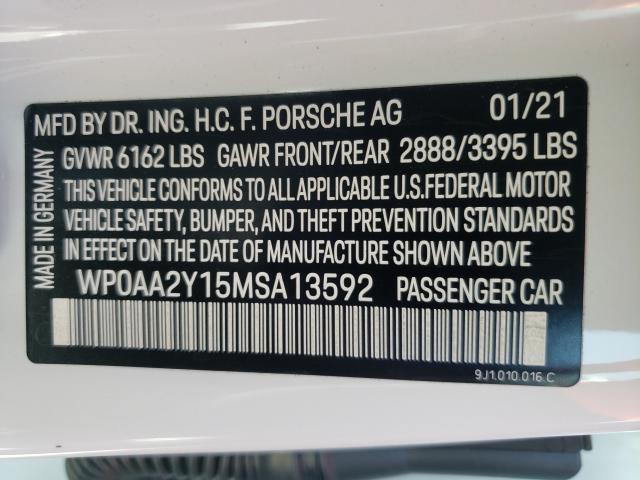 MFD BY DR. ING. H.C. F. PORSCHE AG 01/21
GVWR 6162 LBS GAWR FRONT/REAR 2888/3395 LBS
THIS VEHICLE CONFORMS TO ALL APPLICABLE U.S.FEDERAL MOTOR
VEHICLE SAFETY, BUMPER, AND THEFT PREVENTION STANDARDS
IN EFFECT ON THE DATE OF MANUFACTURE SHOWN ABOVE
WP0AA2Y15MSA13592 PASSENGER CAR
9J1.010.016.C
MADE IN GERMANY